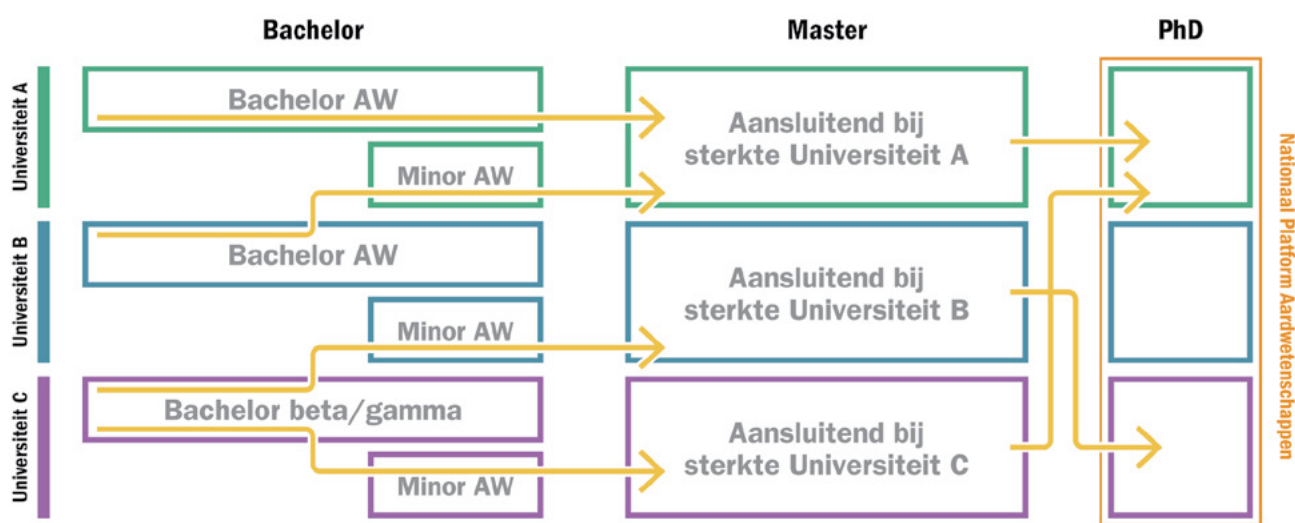 Bachelor
Master
PhD
Universiteit A
Bachelor AW
Minor AW
Aansluitend bij
sterkte Universiteit A
Universiteit B
Bachelor AW
Minor AW
Aansluitend bij
sterkte Universiteit B
Universiteit C
Bachelor beta/gamma
Minor AW
Aansluitend bij
sterkte Universiteit C
Nationaal Platform Aardwetenschappen